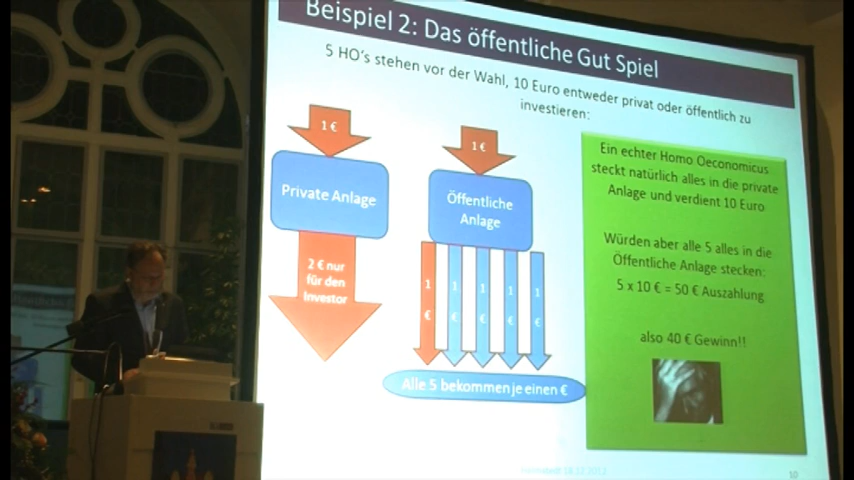 Beispiel 2: Das öffentliche Gut Spiel
5 HO's stehen vor der Wahl, 10 Euro entweder privat oder öffentlich zu
investieren:
1 €
Private Anlage
2 € nur
für den
Investor
1 €
Öffentliche
Anlage
1 1 1 1 1
€ € € € €
Alle 5 bekommen je einen €
Ein echter Homo Oeconomicus
steckt natürlich alles in die private
Anlage und verdient 10 Euro
Würden aber alle 5 alles in die
Öffentliche Anlage stecken:
5 x 10 € = 50 € Auszahlung
also 40 € Gewinn!!
10